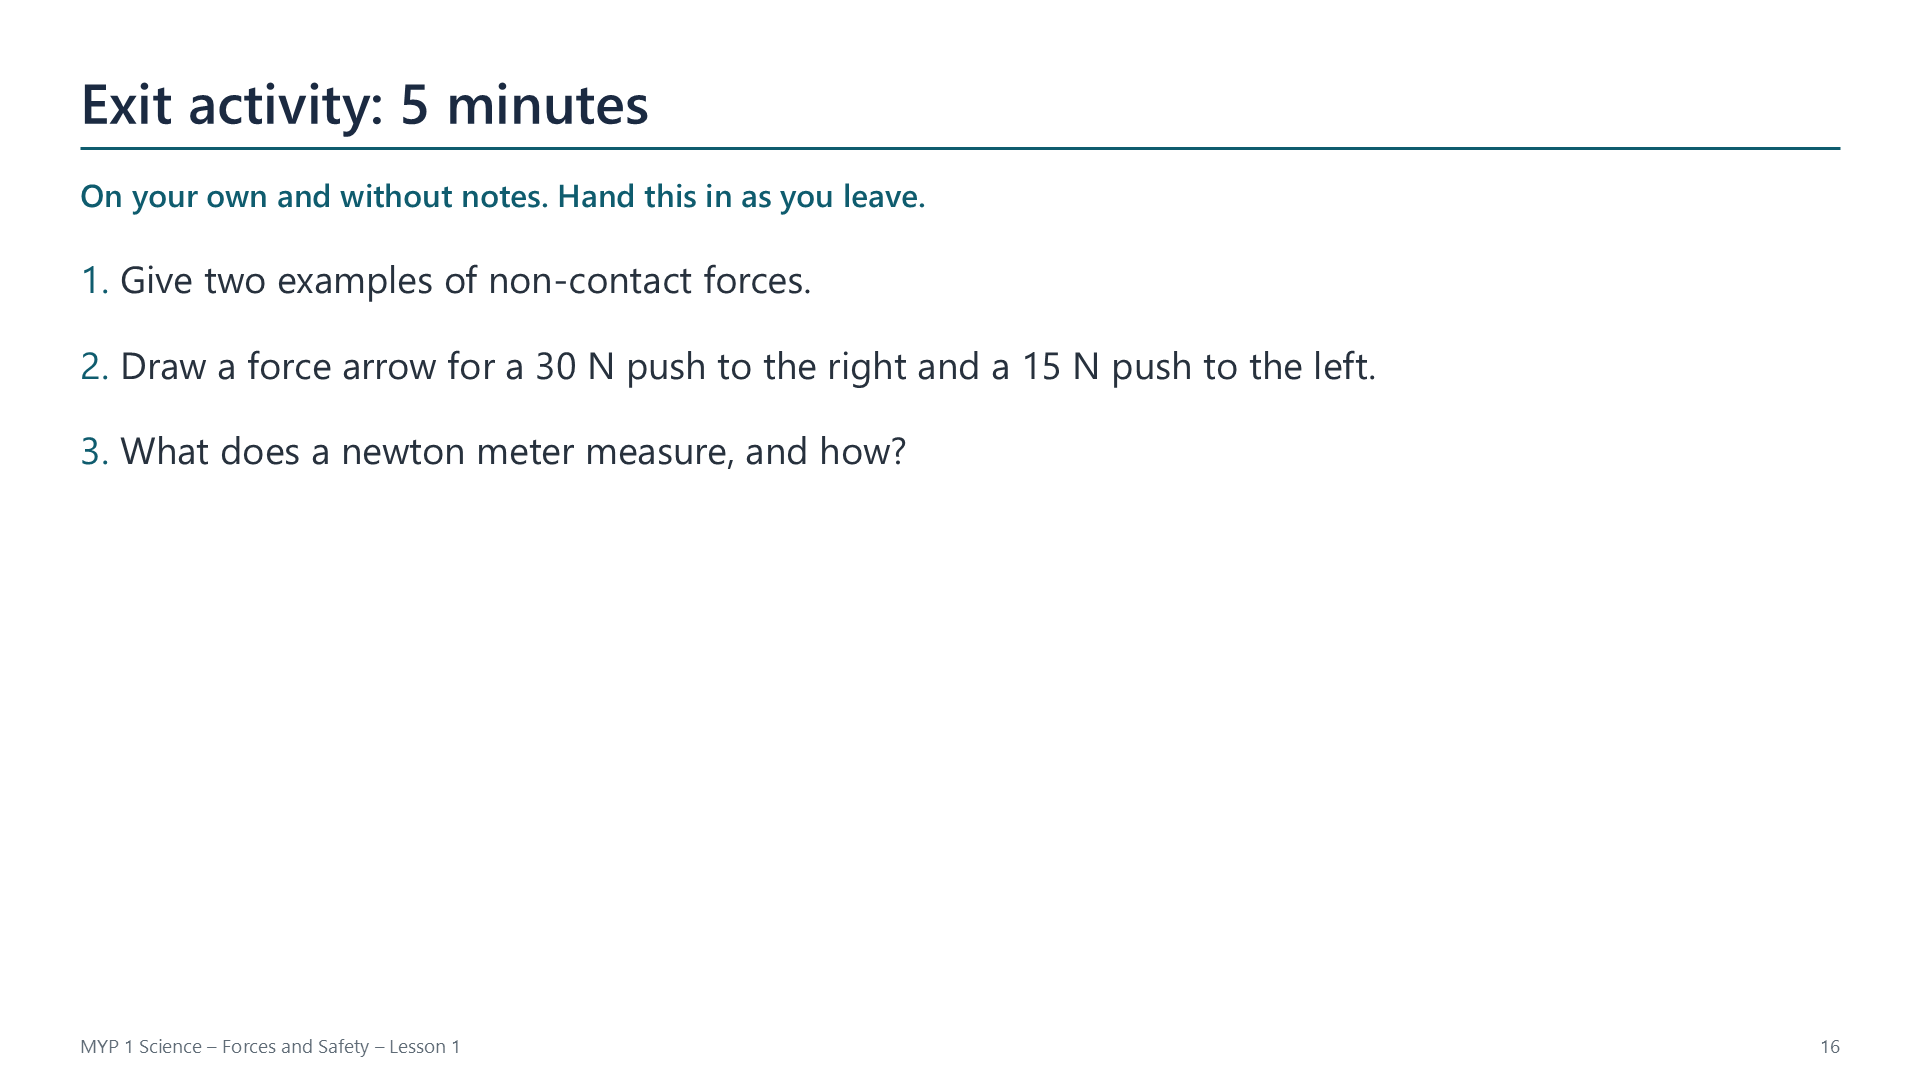 Exit activity: 5 minutes
On your own and without notes. Hand this in as you leave.
1. Give two examples of non-contact forces.
2. Draw a force arrow for a 30 N push to the right and a 15 N push to the left.
3. What does a newton meter measure, and how?
MYP 1 Science – Forces and Safety – Lesson 1
16